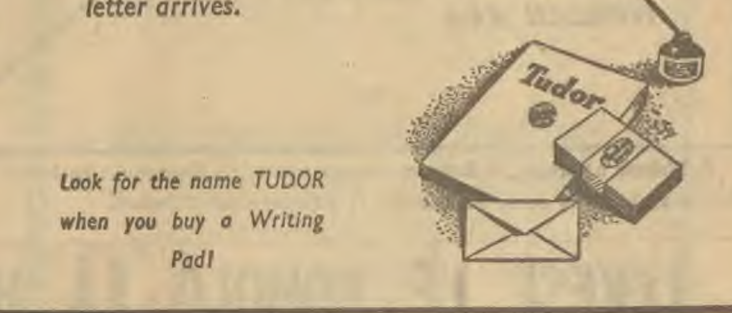 letter arrives.
Tudor
Look for the name TUDOR
when you buy a Writing
Pad!